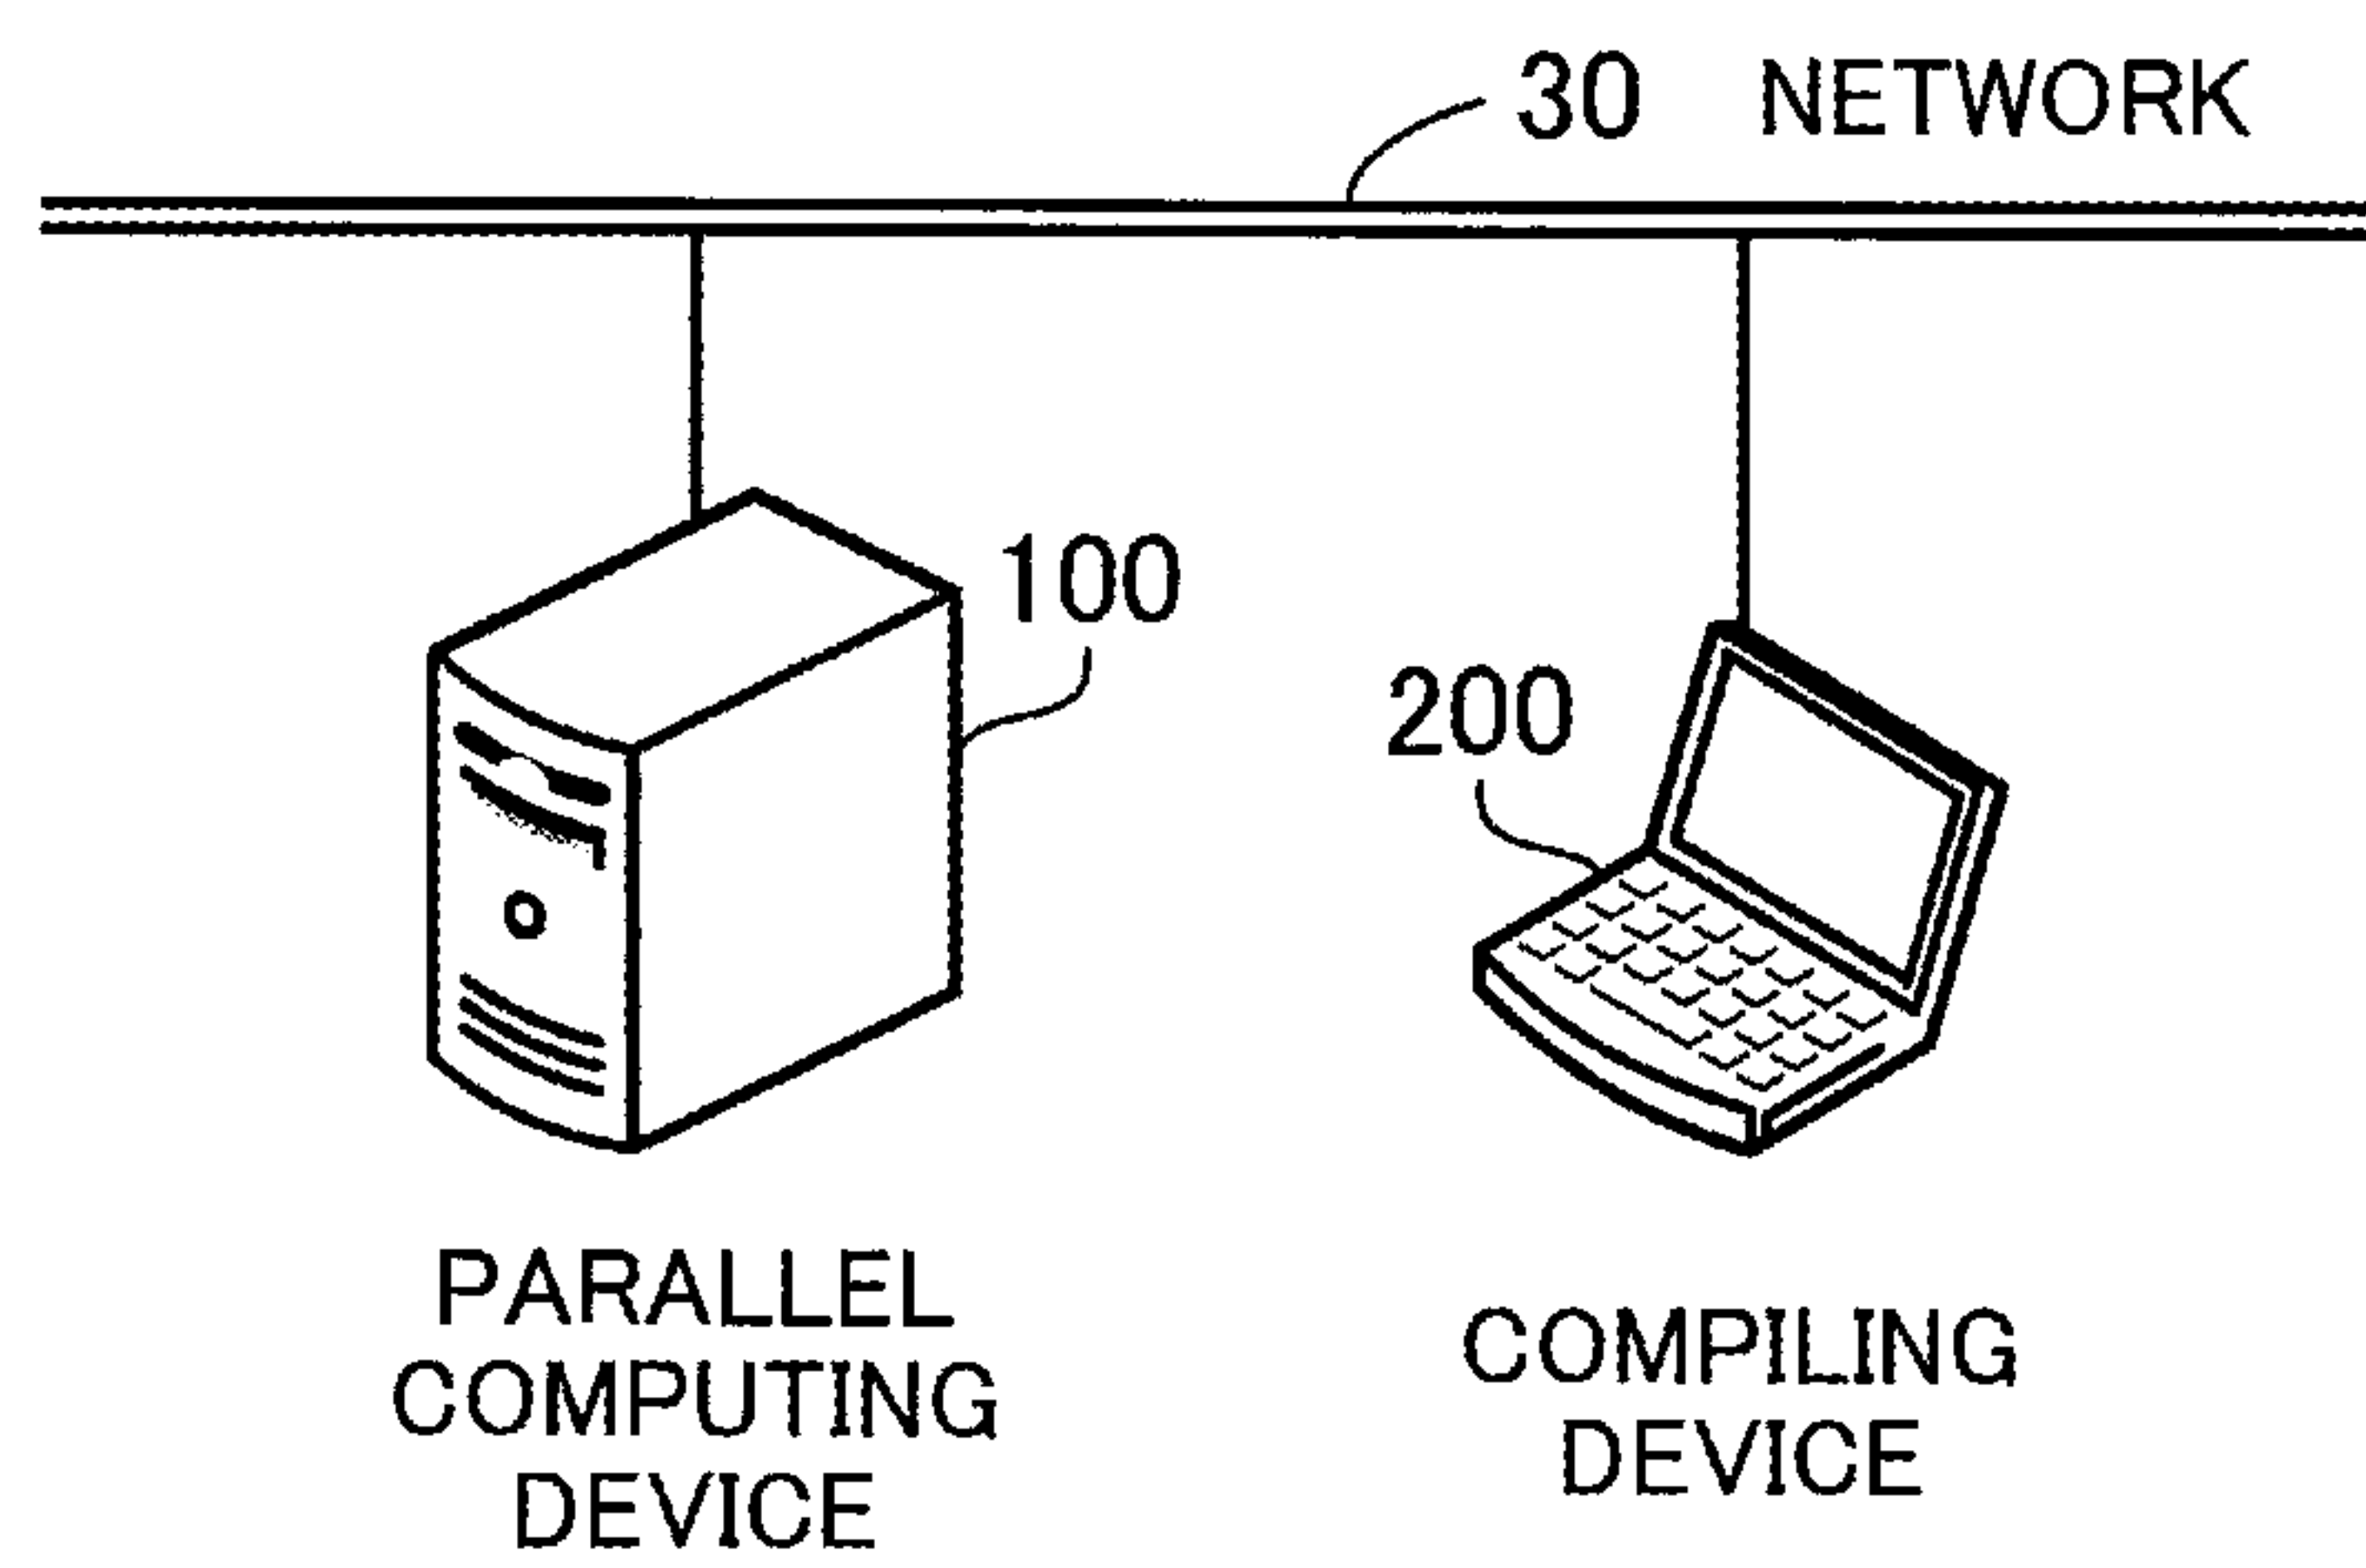 30 NETWORK
100
200
PARALLEL
COMPUTING
DEVICE
COMPILING
DEVICE